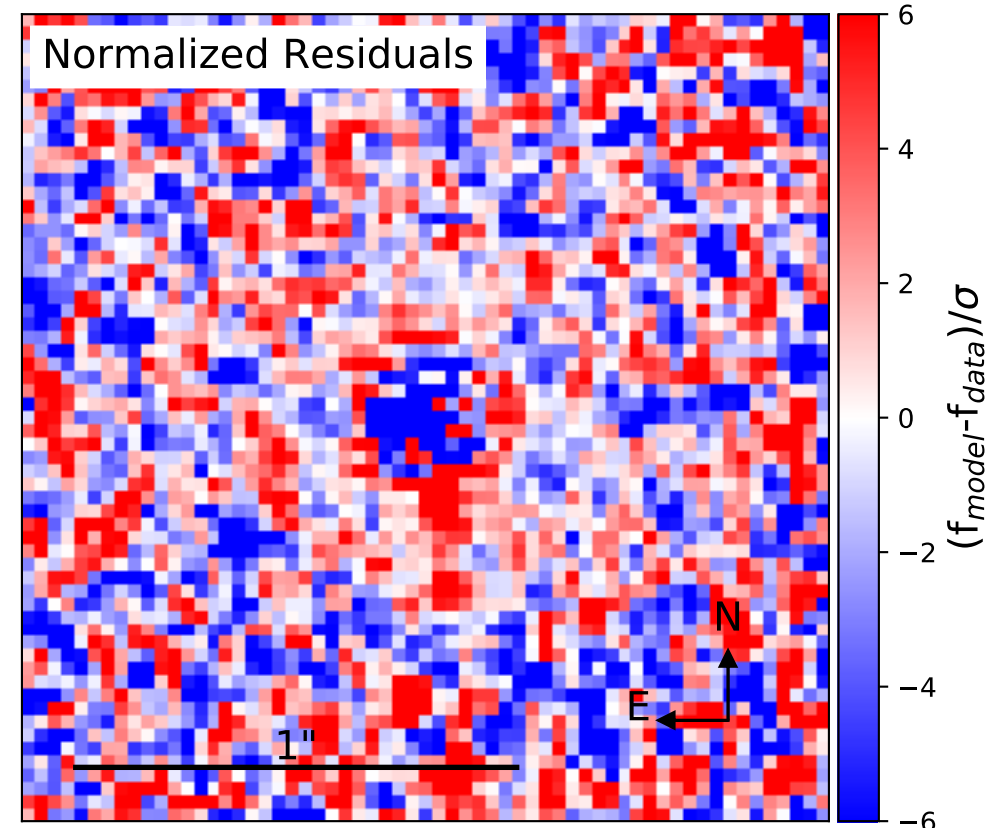 Normalized Residuals
6
4
2
0
−2
−4
−6
(f_model-f_data)/σ
N
E
1"